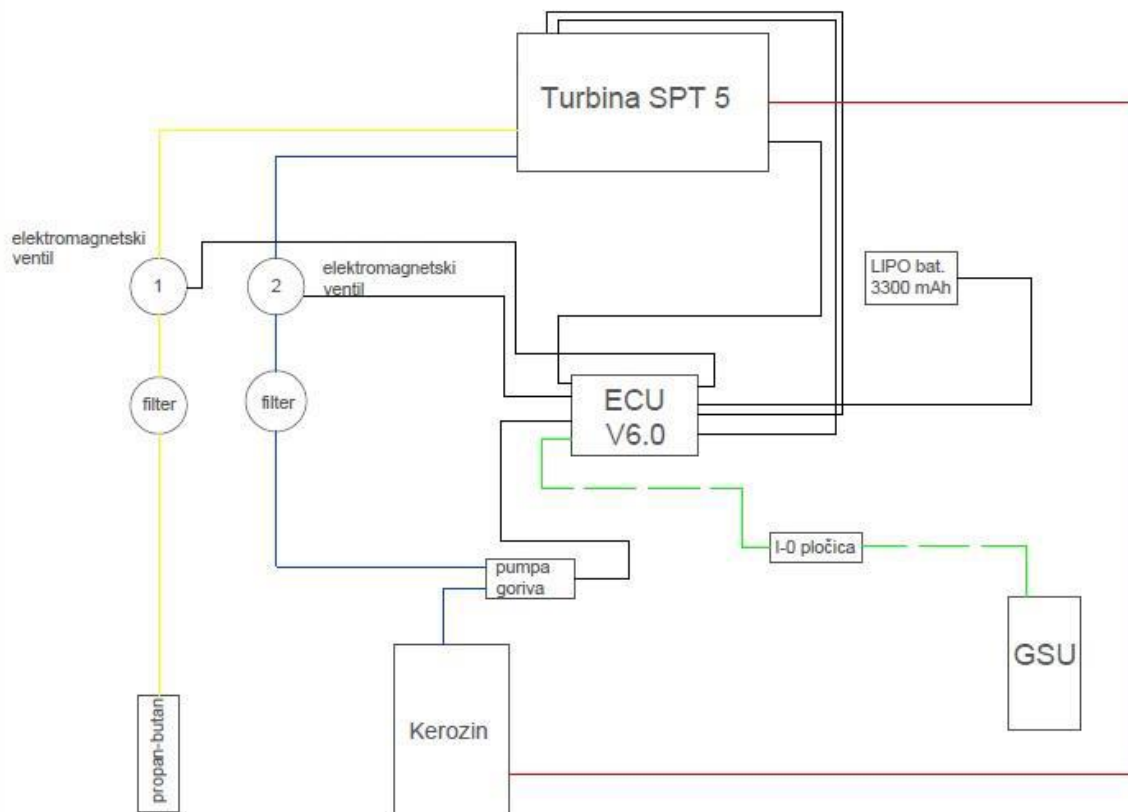 Turbina SPT 5
elektromagnetski
ventil
1
2
elektromagnetski
ventil
LIPO bat.
3300 mAh
filter
filter
ECU
V6.0
I-0 pločica
pumpa
goriva
GSU
Kerozin
propan-butan